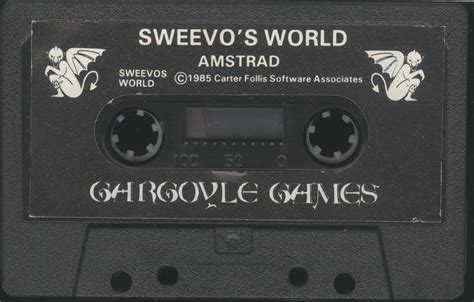 SWEEVO'S WORLD
AMSTRAD
SWEEVOS
WORLD
©1985 Carter Follis Software Associates
100 50 0
GARGOYLE GAMES